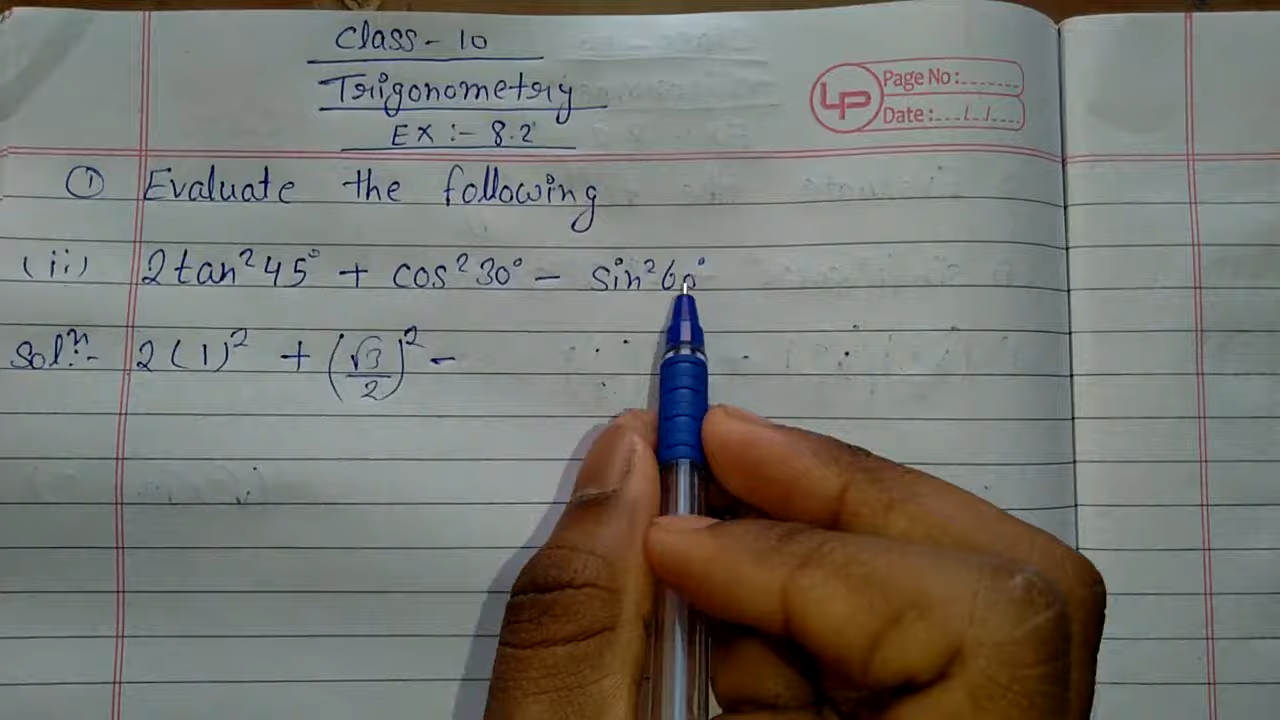 Class - 10
Trigonometry
Ex :- 8.2
LP
Page No :.......
Date :..../../....
① Evaluate the following
(ii) 2tan²45° + cos²30° - sin²60°
Solⁿ:- 2(1)² + (√3/2)² -